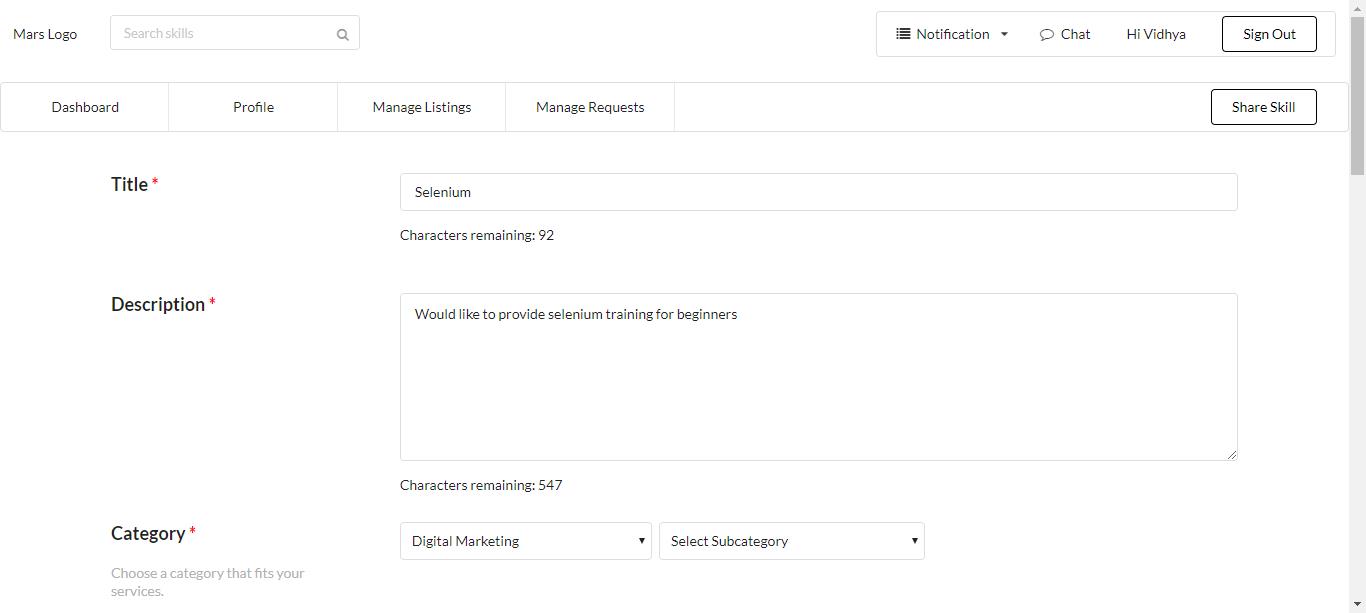 Mars Logo
Search skills
Notification
Chat
Hi Vidhya
Sign Out
Dashboard
Profile
Manage Listings
Manage Requests
Share Skill
Title *
Selenium
Characters remaining: 92
Description *
Would like to provide selenium training for beginners
Characters remaining: 547
Category *
Digital Marketing
Select Subcategory
Choose a category that fits your
services.